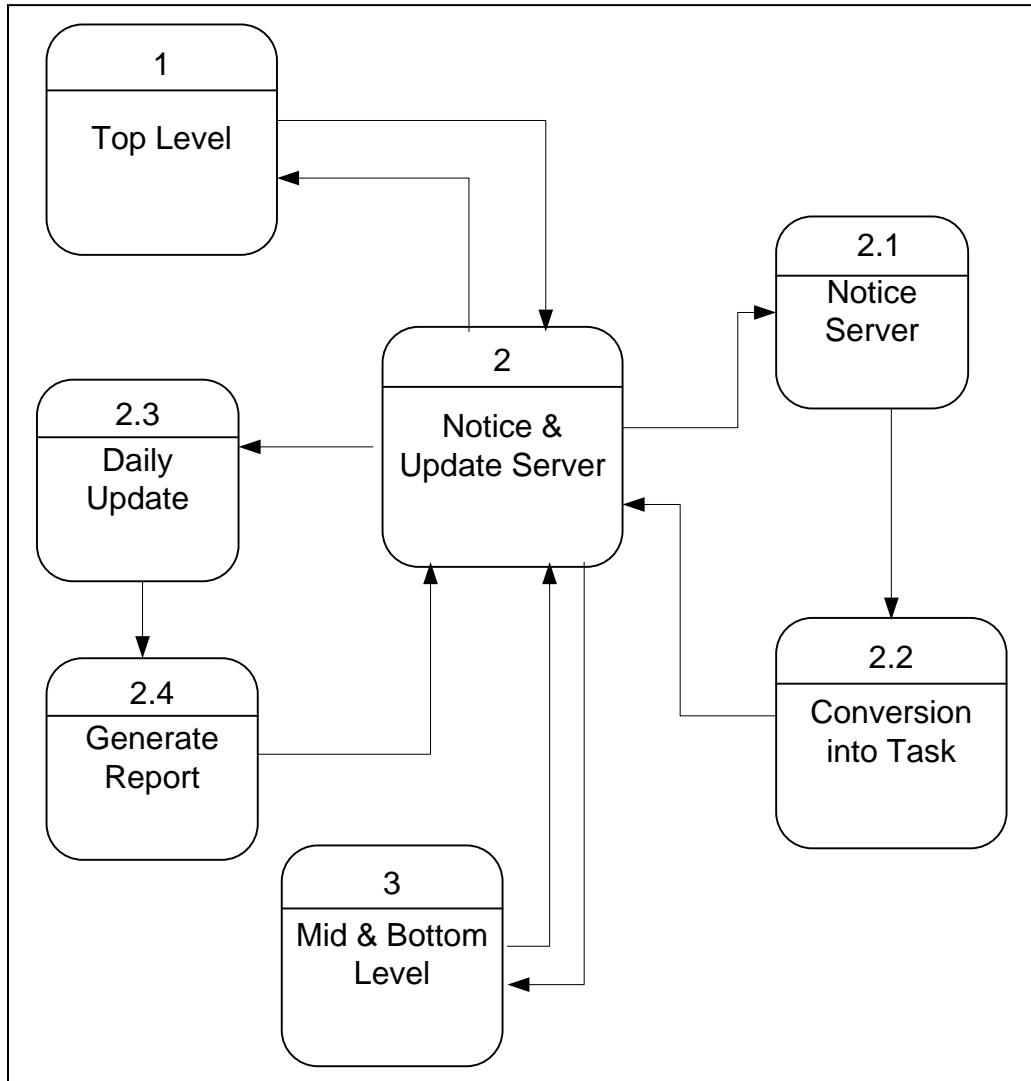 1
Top Level
2.1
Notice
Server
2
Notice &
Update Server
2.3
Daily
Update
2.2
Conversion
into Task
2.4
Generate
Report
3
Mid & Bottom
Level